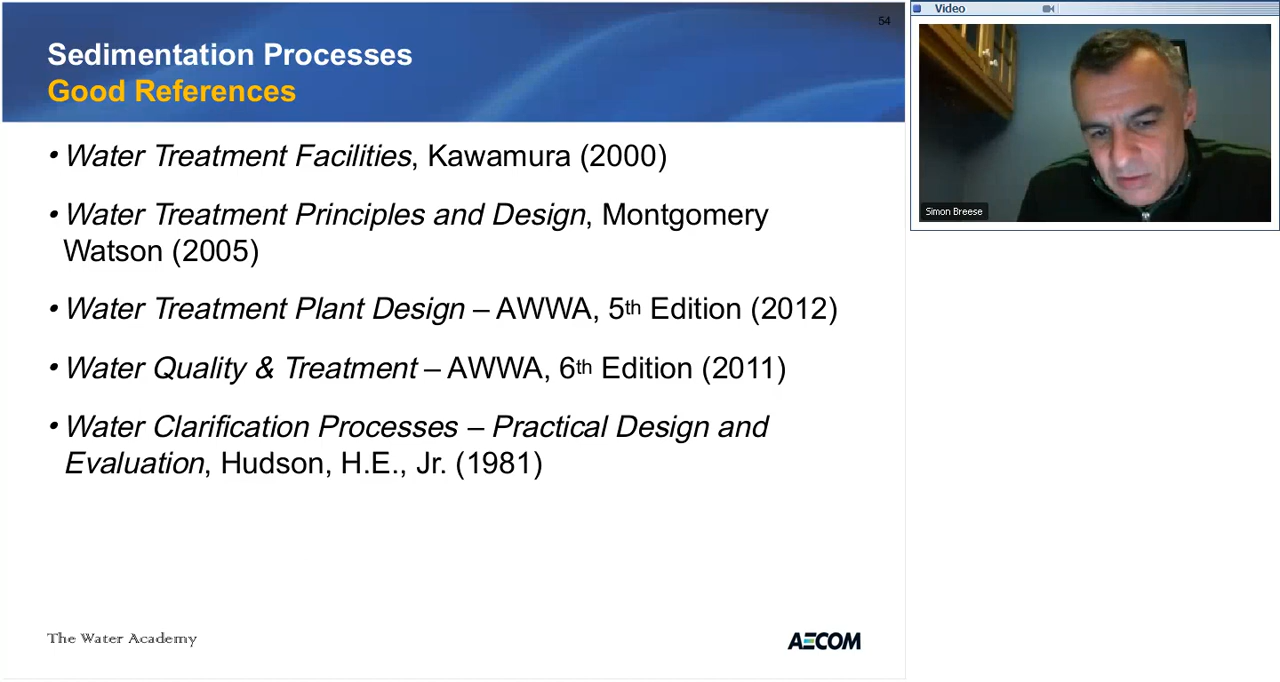 54
Sedimentation Processes
Good References
• Water Treatment Facilities, Kawamura (2000)
• Water Treatment Principles and Design, Montgomery
Watson (2005)
• Water Treatment Plant Design – AWWA, 5th Edition (2012)
• Water Quality & Treatment – AWWA, 6th Edition (2011)
• Water Clarification Processes – Practical Design and
Evaluation, Hudson, H.E., Jr. (1981)
The Water Academy
AECOM
Video
Simon Breese